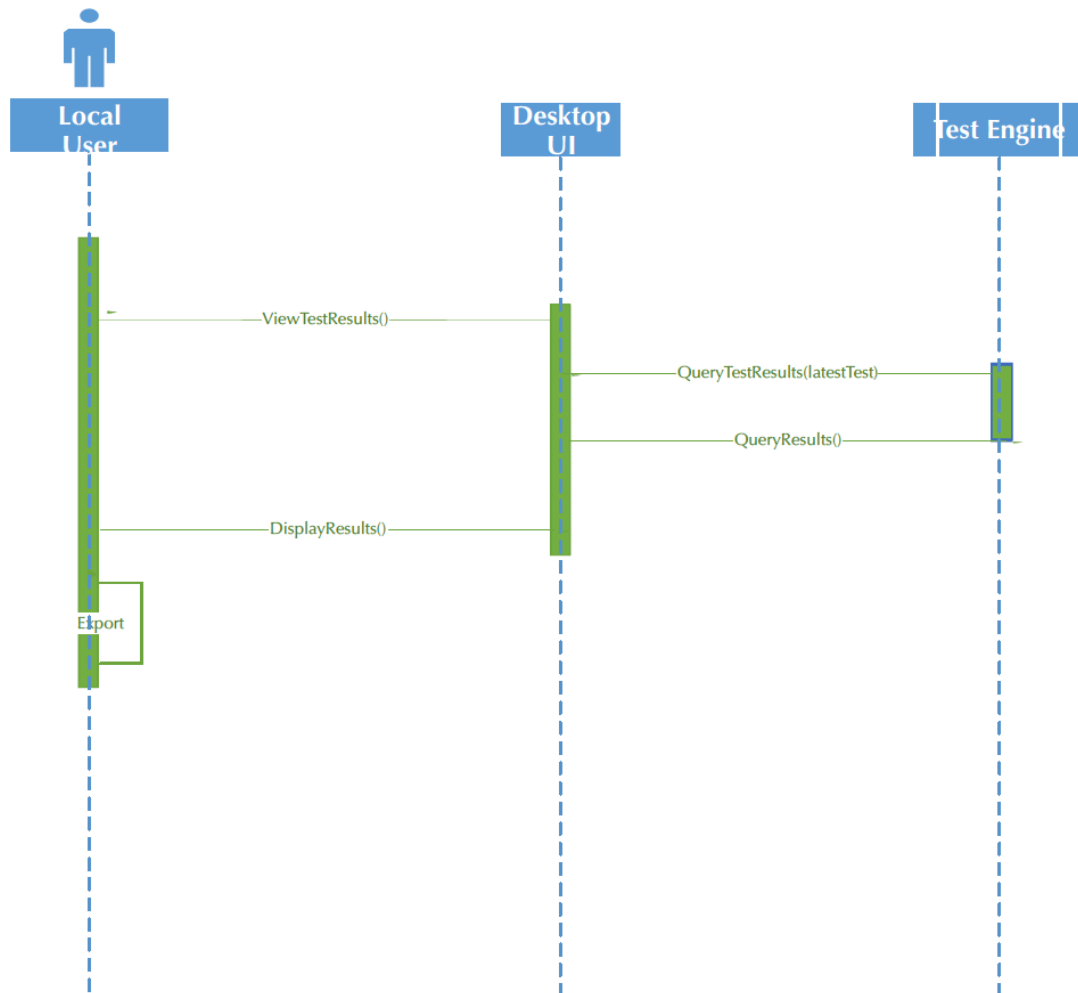 Local
User
Desktop
UI
Test Engine
ViewTestResults()
QueryTestResults(latestTest)
QueryResults()
DisplayResults()
Export